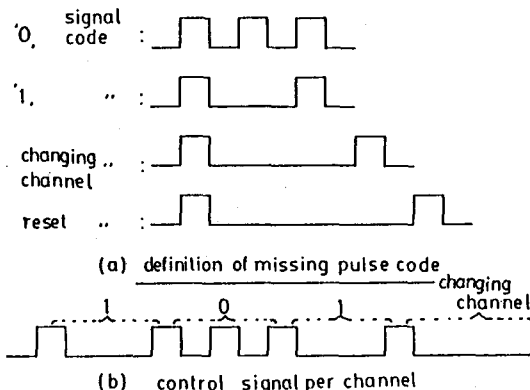 '0, signal code :
'1, ,, :
changing channel ,, :
reset ,, :
(a) definition of missing pulse code
changing channel
1 0 1
(b) control signal per channel